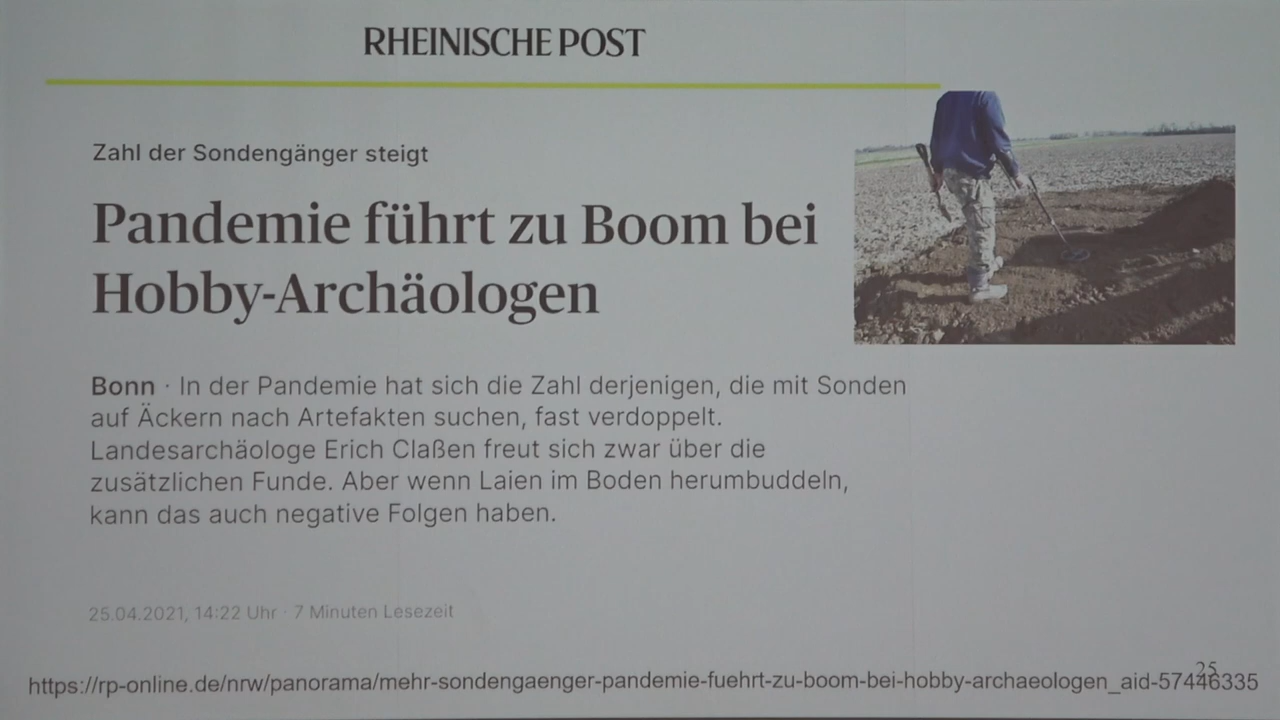 RHEINISCHE POST
Zahl der Sondengänger steigt
Pandemie führt zu Boom bei
Hobby-Archäologen
Bonn · In der Pandemie hat sich die Zahl derjenigen, die mit Sonden
auf Äckern nach Artefakten suchen, fast verdoppelt.
Landesarchäologe Erich Claßen freut sich zwar über die
zusätzlichen Funde. Aber wenn Laien im Boden herumbuddeln,
kann das auch negative Folgen haben.
25.04.2021, 14:22 Uhr · 7 Minuten Lesezeit
25
https://rp-online.de/nrw/panorama/mehr-sondengaenger-pandemie-fuehrt-zu-boom-bei-hobby-archaeologen_aid-57446335